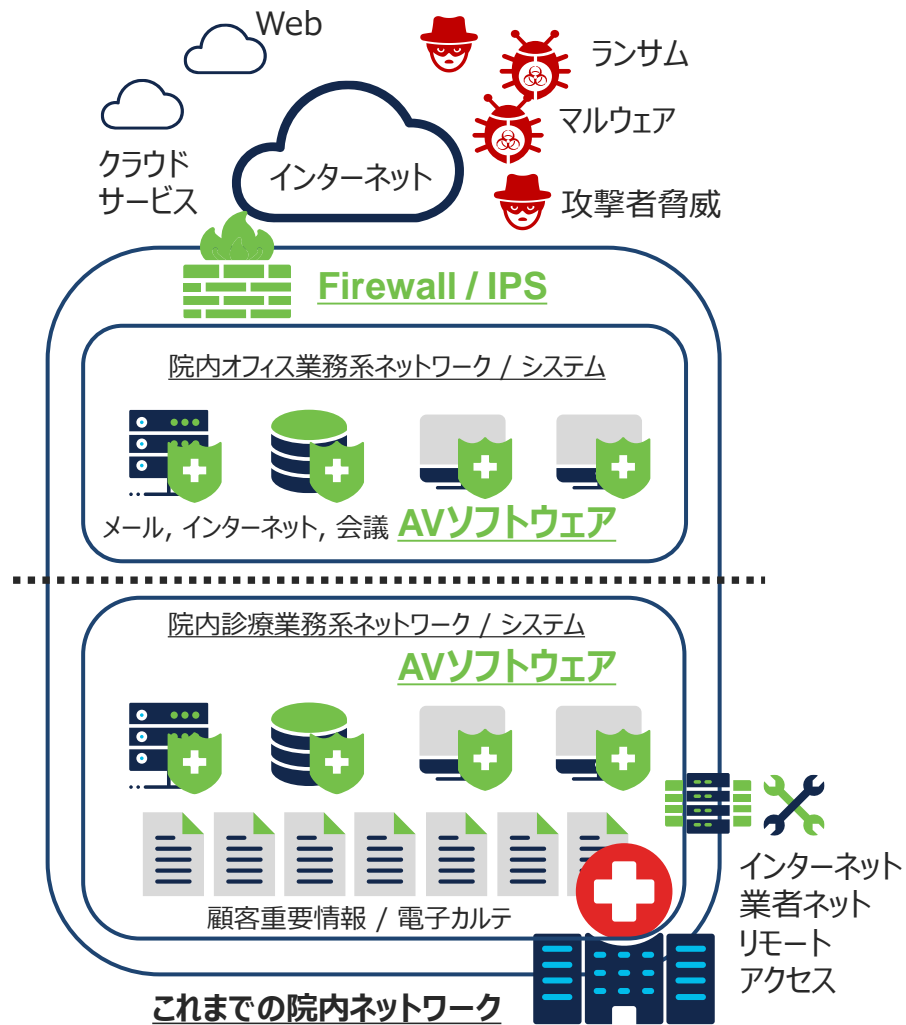 Web
ランサム
マルウェア
クラウド
サービス
インターネット
攻撃者脅威
Firewall / IPS
院内オフィス業務系ネットワーク / システム
メール, インターネット, 会議 AVソフトウェア
院内診療業務系ネットワーク / システム
AVソフトウェア
顧客重要情報 / 電子カルテ
インターネット
業者ネット
リモート
アクセス
これまでの院内ネットワーク